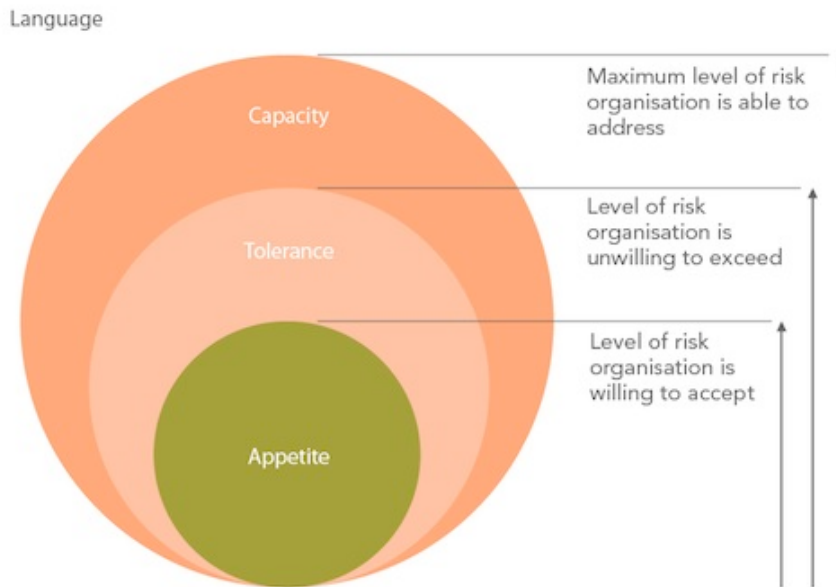 Language
Capacity
Maximum level of risk
organisation is able to
address
Tolerance
Level of risk
organisation is
unwilling to exceed
Appetite
Level of risk
organisation is
willing to accept